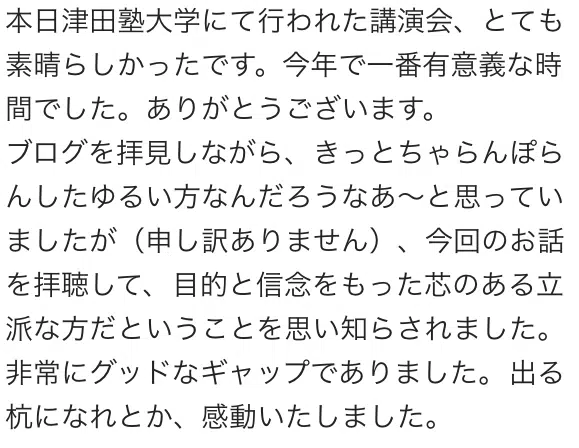 本日津田塾大学にて行われた講演会、とても
素晴らしかったです。今年で一番有意義な時
間でした。ありがとうございます。
ブログを拝見しながら、きっとちゃらんぽら
んしたゆるい方なんだろうなあ〜と思ってい
ましたが（申し訳ありません）、今回のお話
を拝聴して、目的と信念をもった芯のある立
派な方だということを思い知らされました。
非常にグッドなギャップでありました。出る
杭になれとか、感動いたしました。